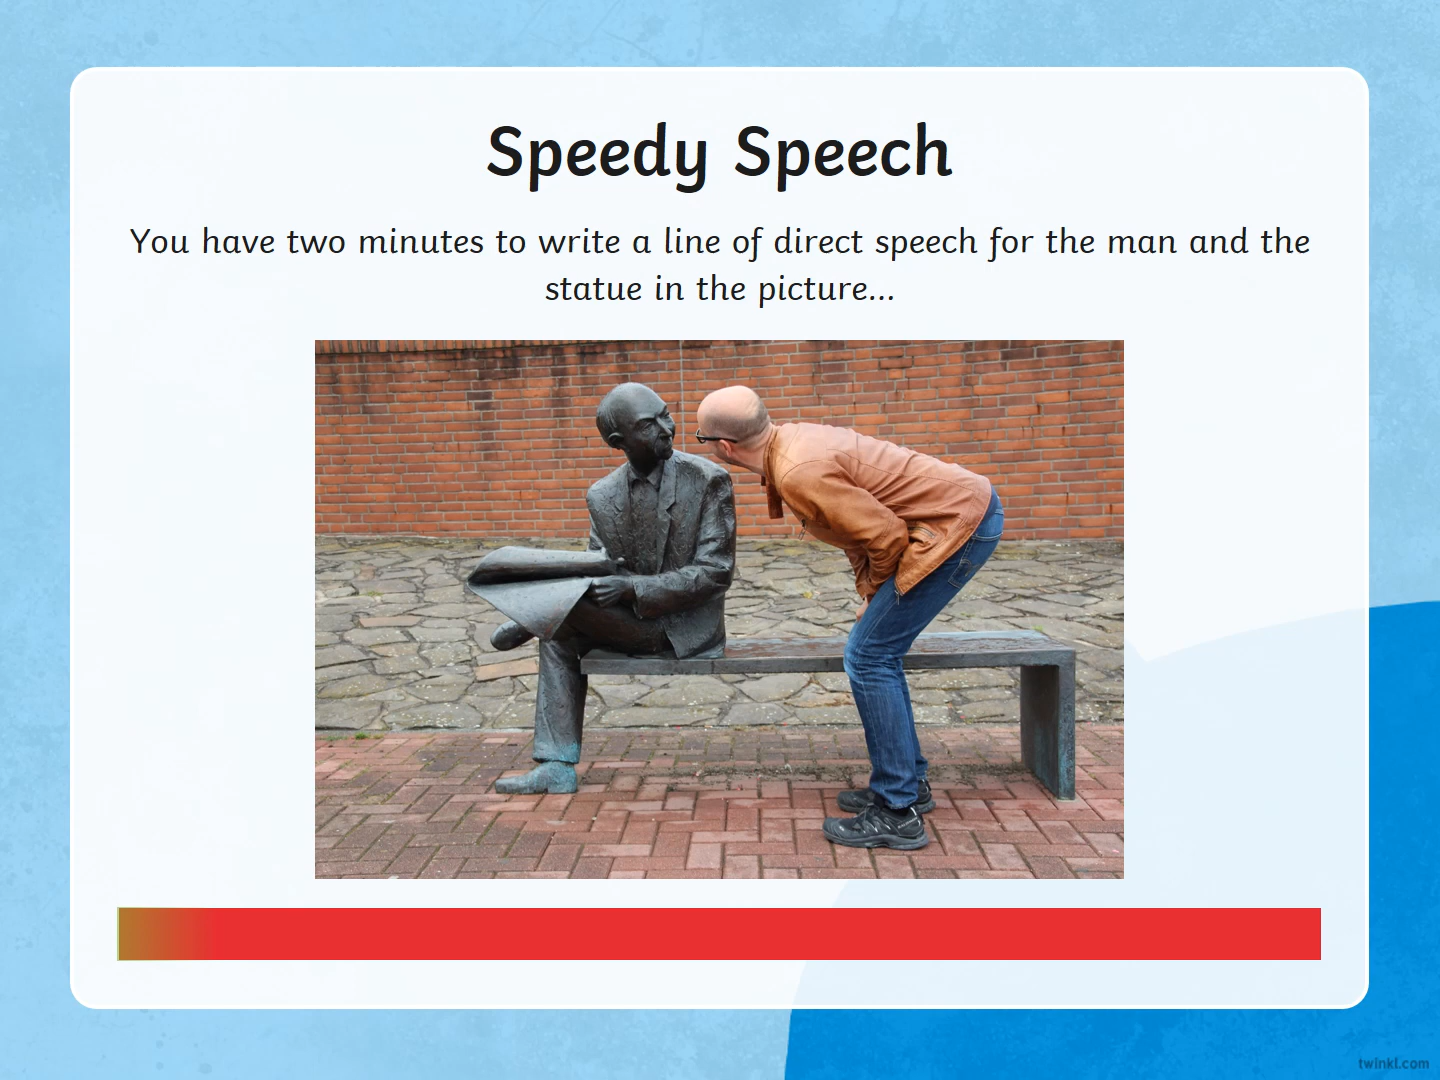 Speedy Speech
You have two minutes to write a line of direct speech for the man and the
statue in the picture...
twinkl.com